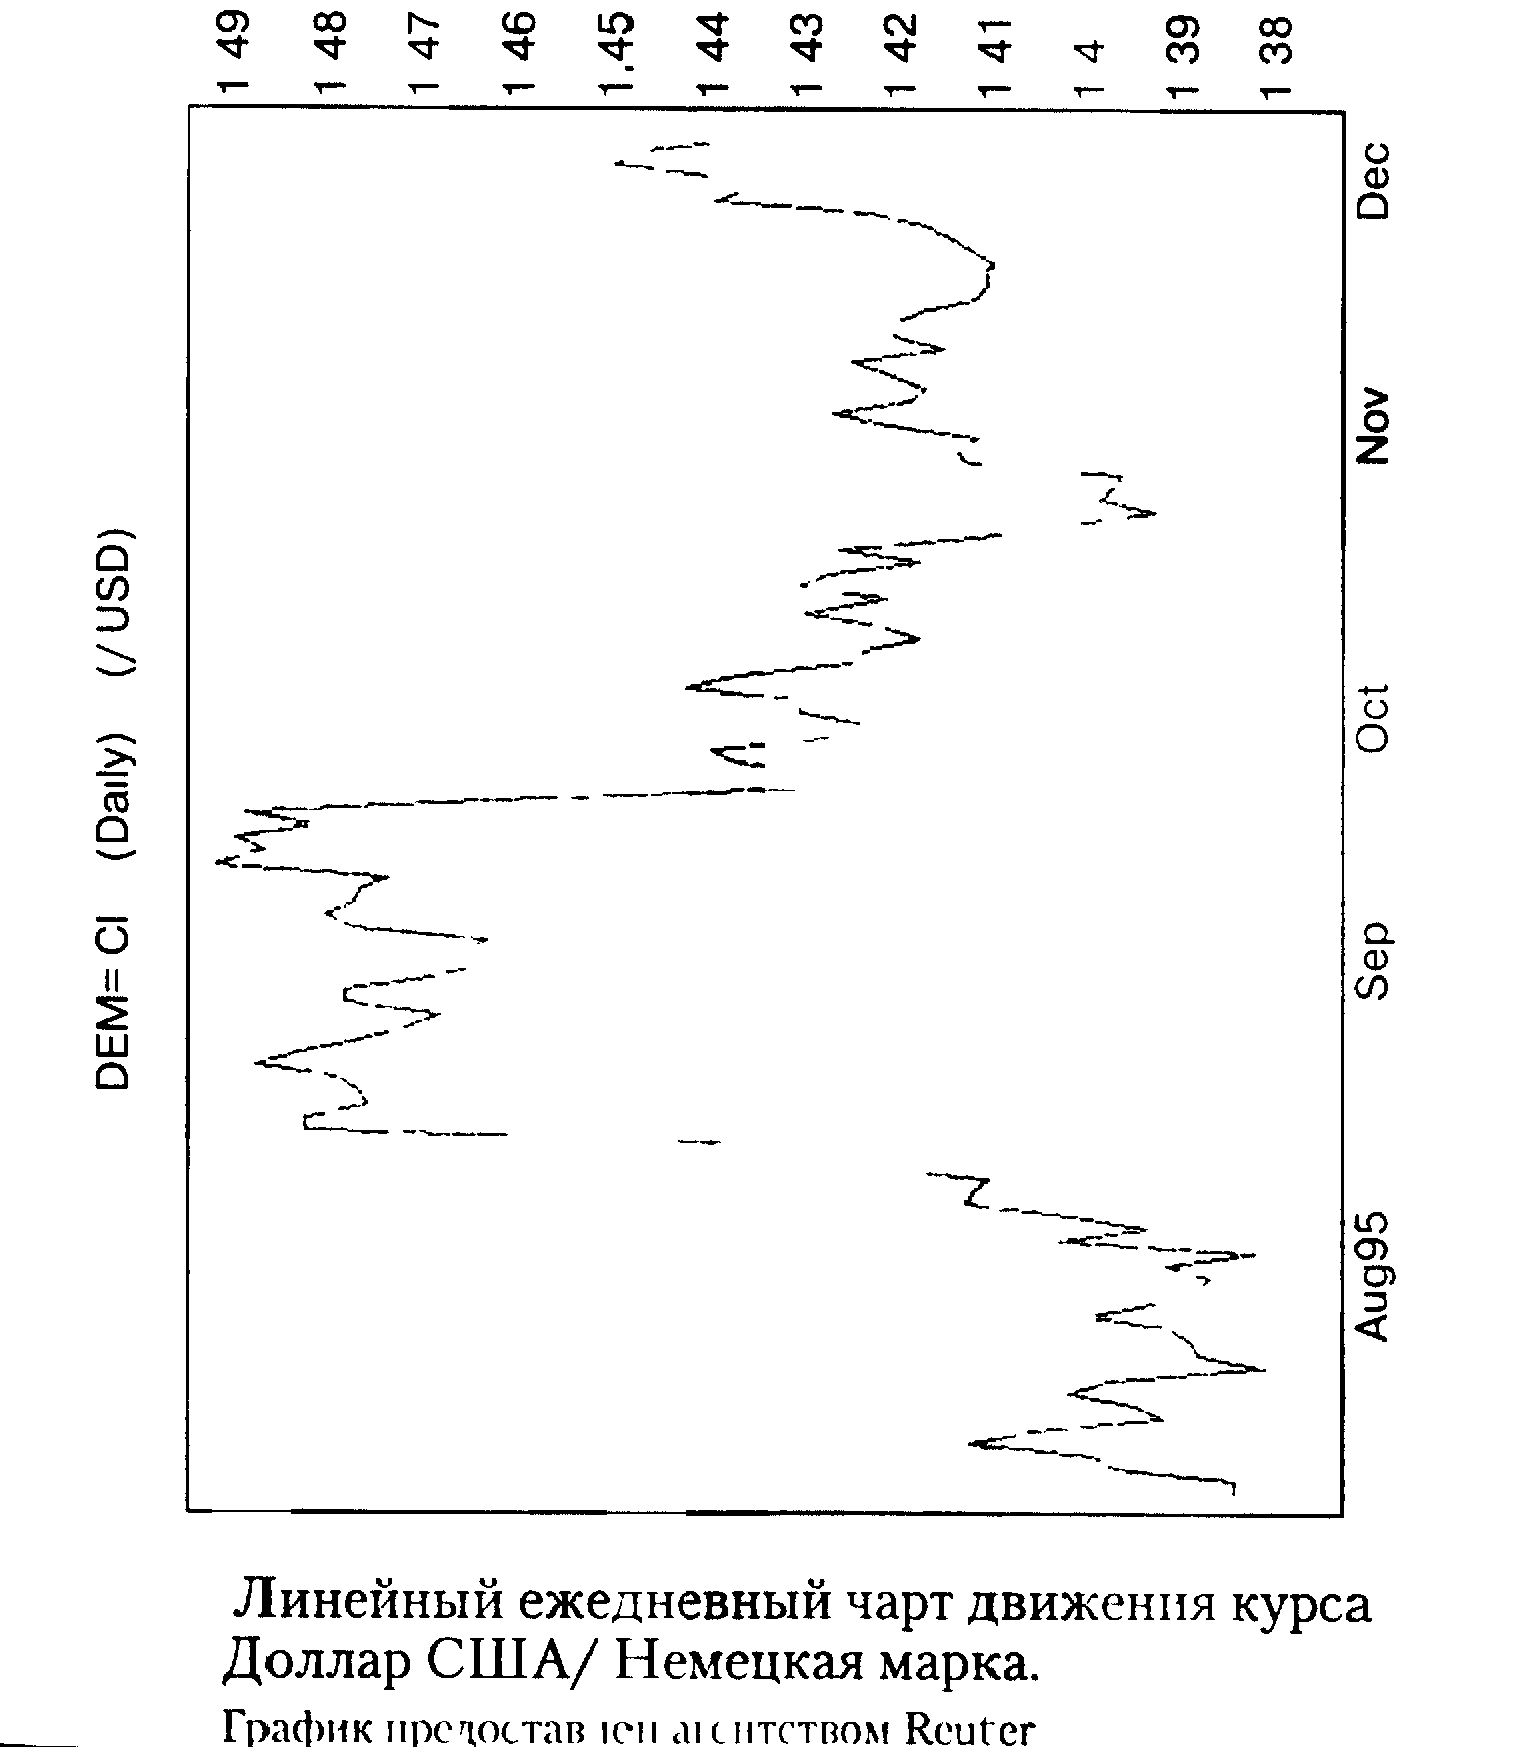 DEM= Cl (Daily) (/ USD)
1 49
1 48
1 47
1 46
1.45
1 44
1 43
1 42
1 41
1 4
1 39
1 38
Aug95 Sep Oct Nov Dec
Линейный ежедневный чарт движения курса
Доллар США/ Немецкая марка.
График Reuter